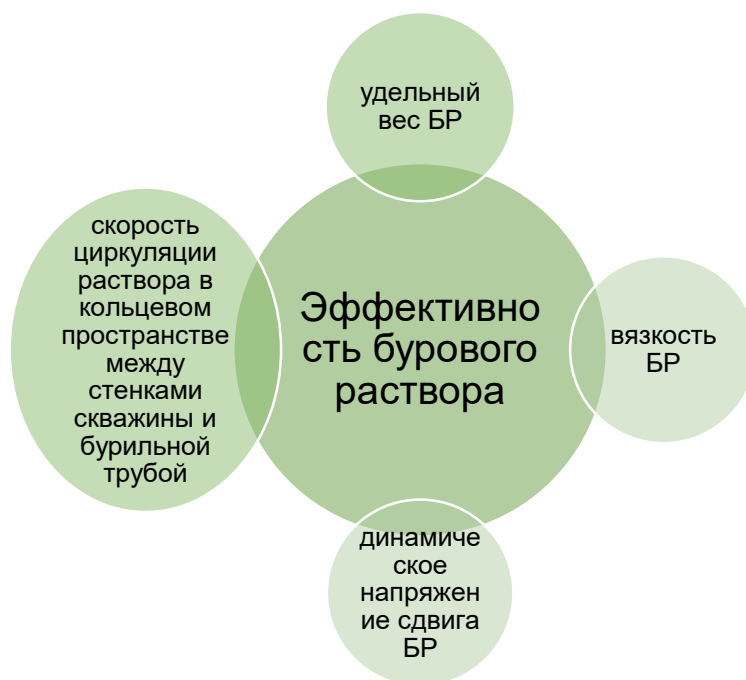 удельный
вес БР
скорость
циркуляции
раствора в
кольцевом
пространстве
между
стенками
скважины и
бурильной
трубой
Эффективно
сть бурового
раствора
вязкость
БР
динамиче
ское
напряжен
ие сдвига
БР